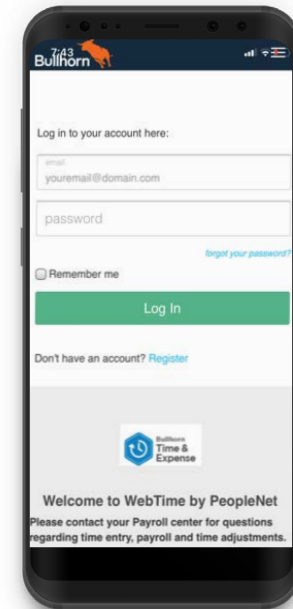 7:43
Bullhorn
Log in to your account here:
email
youremail@domain.com
password
forgot your password?
Remember me
Log In
Don't have an account? Register
Bullhorn
Time &
Expense
Welcome to WebTime by PeopleNet
Please contact your Payroll center for questions
regarding time entry, payroll and time adjustments.